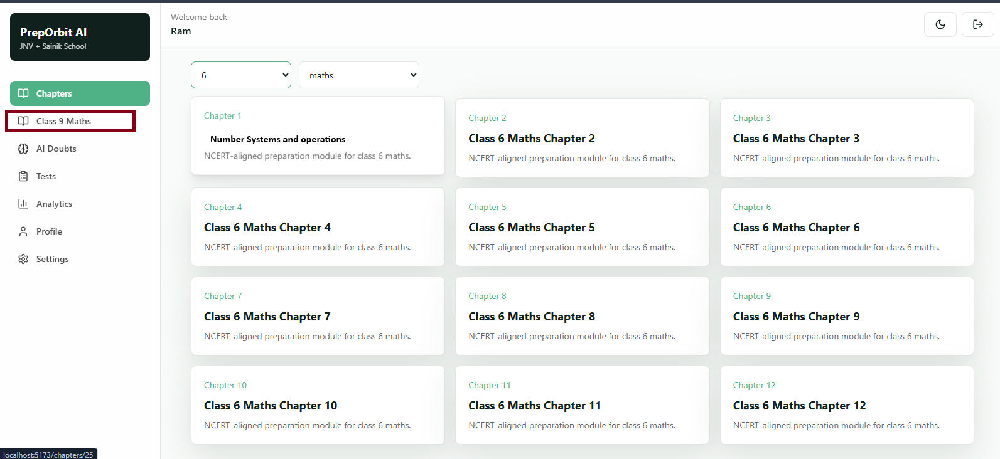 PrepOrbit AI
JNV + Sainik School
Chapters
Class 9 Maths
AI Doubts
Tests
Analytics
Profile
Settings
Welcome back
Ram
6
maths
Chapter 1
Number Systems and operations
NCERT-aligned preparation module for class 6 maths.
Chapter 2
Class 6 Maths Chapter 2
NCERT-aligned preparation module for class 6 maths.
Chapter 3
Class 6 Maths Chapter 3
NCERT-aligned preparation module for class 6 maths.
Chapter 4
Class 6 Maths Chapter 4
NCERT-aligned preparation module for class 6 maths.
Chapter 5
Class 6 Maths Chapter 5
NCERT-aligned preparation module for class 6 maths.
Chapter 6
Class 6 Maths Chapter 6
NCERT-aligned preparation module for class 6 maths.
Chapter 7
Class 6 Maths Chapter 7
NCERT-aligned preparation module for class 6 maths.
Chapter 8
Class 6 Maths Chapter 8
NCERT-aligned preparation module for class 6 maths.
Chapter 9
Class 6 Maths Chapter 9
NCERT-aligned preparation module for class 6 maths.
Chapter 10
Class 6 Maths Chapter 10
NCERT-aligned preparation module for class 6 maths.
Chapter 11
Class 6 Maths Chapter 11
NCERT-aligned preparation module for class 6 maths.
Chapter 12
Class 6 Maths Chapter 12
NCERT-aligned preparation module for class 6 maths.
localhost:5173/chapters/25